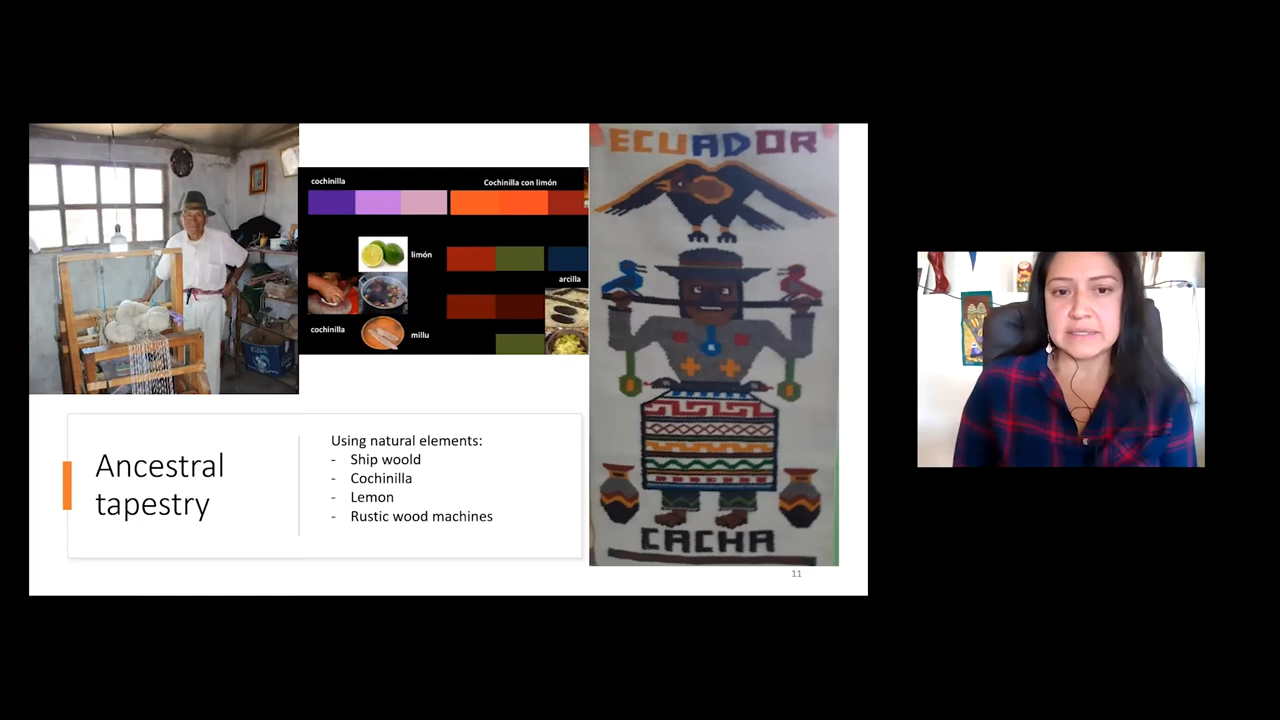 cochinilla
Cochinilla con limón
limón
arcilla
cochinilla
millu
ECUADOR
CACHA
Ancestral
tapestry
Using natural elements:
- Ship woold
- Cochinilla
- Lemon
- Rustic wood machines
11